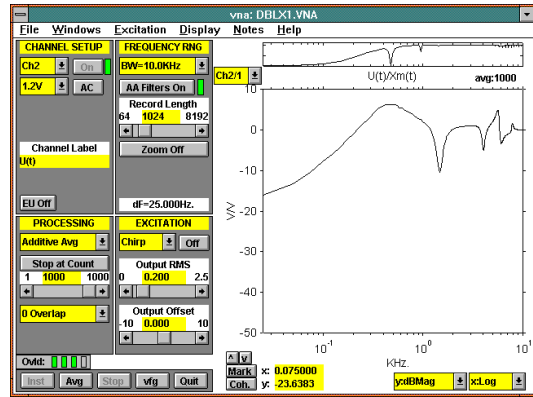 vna: DBLX1.VNA
File Windows Excitation Display Notes Help
CHANNEL SETUP
Ch2 On
1.2V AC
Channel Label
U(t)
EU Off
FREQUENCY RNG
BW=10.0KHz
AA Filters On
Record Length
64 1024 8192
Zoom Off
dF=25.000Hz.
PROCESSING
Additive Avg
Stop at Count
1 1000 1000
0 Overlap
EXCITATION
Chirp Off
Output RMS
0 0.200 2.5
Output Offset
-10 0.000 10
Ovld:
Inst Avg Stop vfg Quit
Ch2/1
U(t)/Xm(t) avg:1000
10
0
-10
-20
V/V
-30
-40
-50
10-1 100 101
KHz.
^ v
Mark x: 0.075000
Coh. y: -23.6383
y:dBMag x:Log